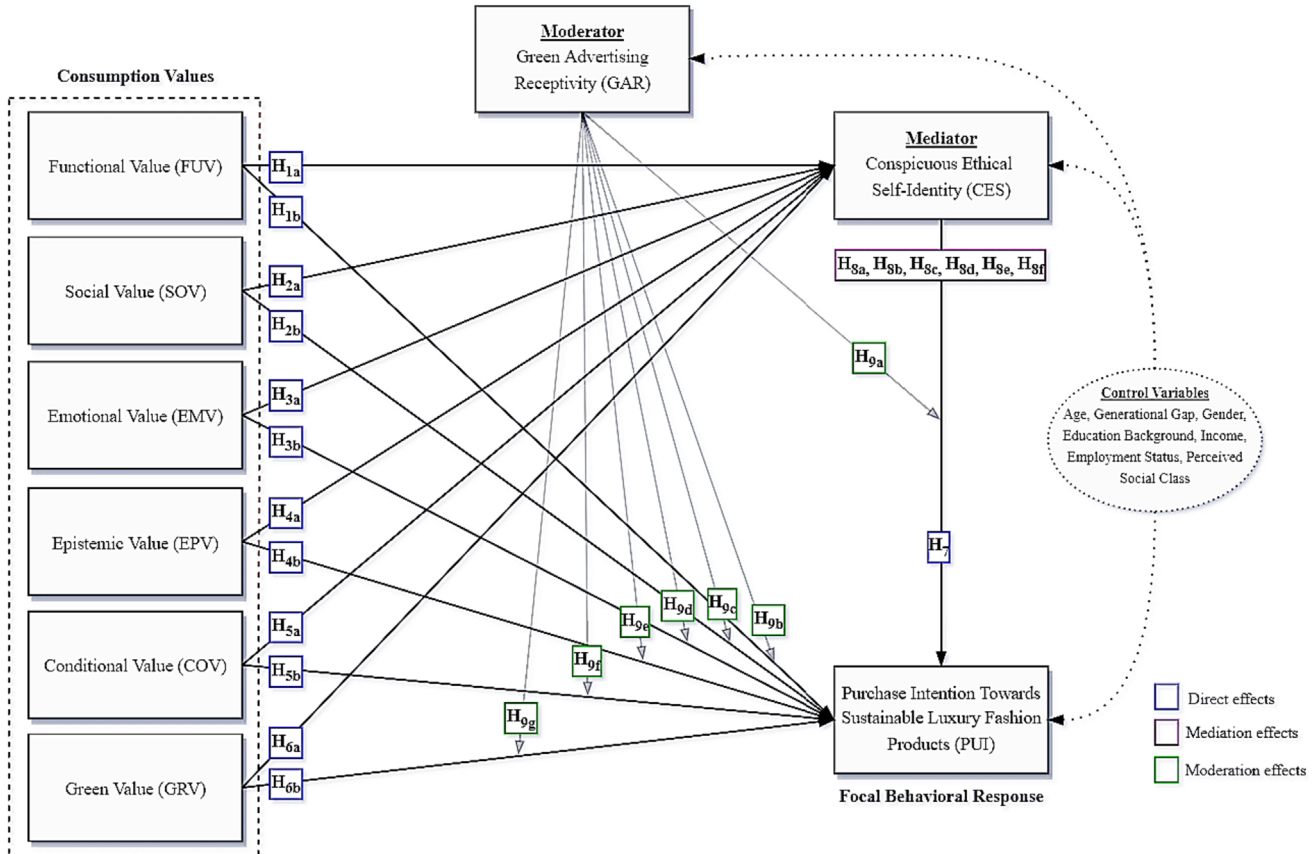 Moderator
Green Advertising
Receptivity (GAR)
Consumption Values
Functional Value (FUV)
Social Value (SOV)
Emotional Value (EMV)
Epistemic Value (EPV)
Conditional Value (COV)
Green Value (GRV)
H1a
H1b
H2a
H2b
H3a
H3b
H4a
H4b
H5a
H5b
H6a
H6b
Mediator
Conspicuous Ethical
Self-Identity (CES)
H8a, H8b, H8c, H8d, H8e, H8f
H9a
H7
H9b
H9c
H9d
H9e
H9f
H9g
Control Variables
Age, Generational Gap, Gender,
Education Background, Income,
Employment Status, Perceived
Social Class
Purchase Intention Towards
Sustainable Luxury Fashion
Products (PUI)
Focal Behavioral Response
Direct effects
Mediation effects
Moderation effects